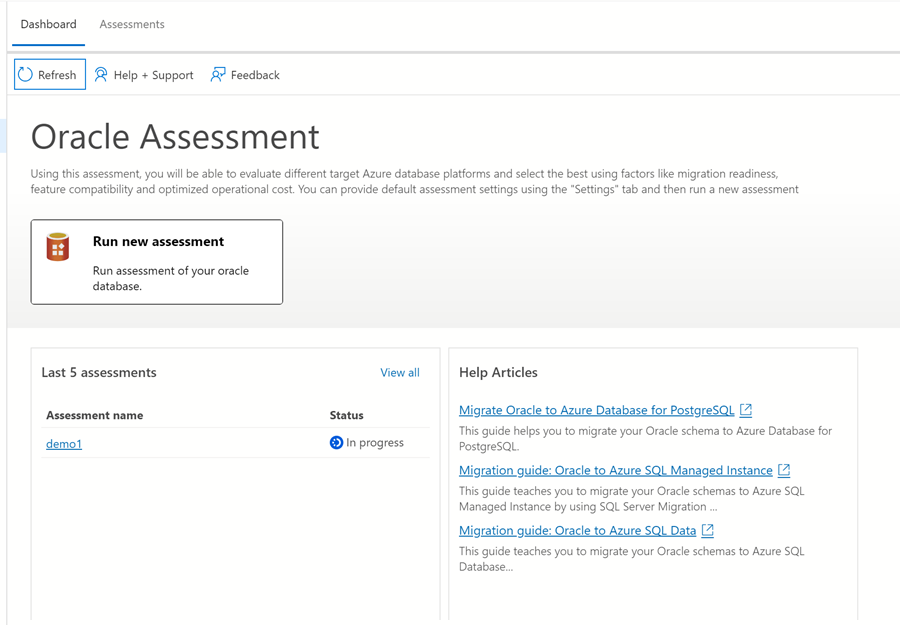 Dashboard Assessments
Refresh Help + Support Feedback
Oracle Assessment
Using this assessment, you will be able to evaluate different target Azure database platforms and select the best using factors like migration readiness,
feature compatibility and optimized operational cost. You can provide default assessment settings using the "Settings" tab and then run a new assessment
Run new assessment
Run assessment of your oracle
database.
Last 5 assessments View all
Assessment name Status
demo1 In progress
Help Articles
Migrate Oracle to Azure Database for PostgreSQL
This guide helps you to migrate your Oracle schema to Azure Database for
PostgreSQL.
Migration guide: Oracle to Azure SQL Managed Instance
This guide teaches you to migrate your Oracle schemas to Azure SQL
Managed Instance by using SQL Server Migration ...
Migration guide: Oracle to Azure SQL Data
This guide teaches you to migrate your Oracle schemas to Azure SQL
Database...